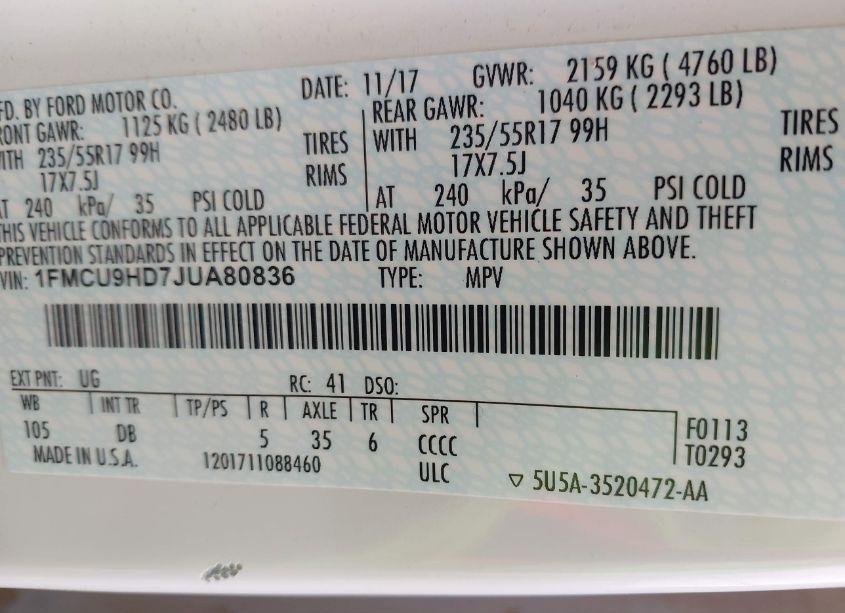 FD. BY FORD MOTOR CO. DATE: 11/17 GVWR: 2159 KG ( 4760 LB)
RONT GAWR: 1125 KG ( 2480 LB) REAR GAWR: 1040 KG ( 2293 LB)
ITH 235/55R17 99H TIRES WITH 235/55R17 99H TIRES
17X7.5J RIMS 17X7.5J RIMS
AT 240 kPa/ 35 PSI COLD AT 240 kPa/ 35 PSI COLD
THIS VEHICLE CONFORMS TO ALL APPLICABLE FEDERAL MOTOR VEHICLE SAFETY AND THEFT
PREVENTION STANDARDS IN EFFECT ON THE DATE OF MANUFACTURE SHOWN ABOVE.
VIN: 1FMCU9HD7JUA80836 TYPE: MPV
EXT PNT: UG RC: 41 DSO:
WB INT TR TP/PS R AXLE TR SPR F0113
105 DB 5 35 6 CCCC T0293
MADE IN U.S.A. 1201711088460 ULC ▽ 5U5A-3520472-AA